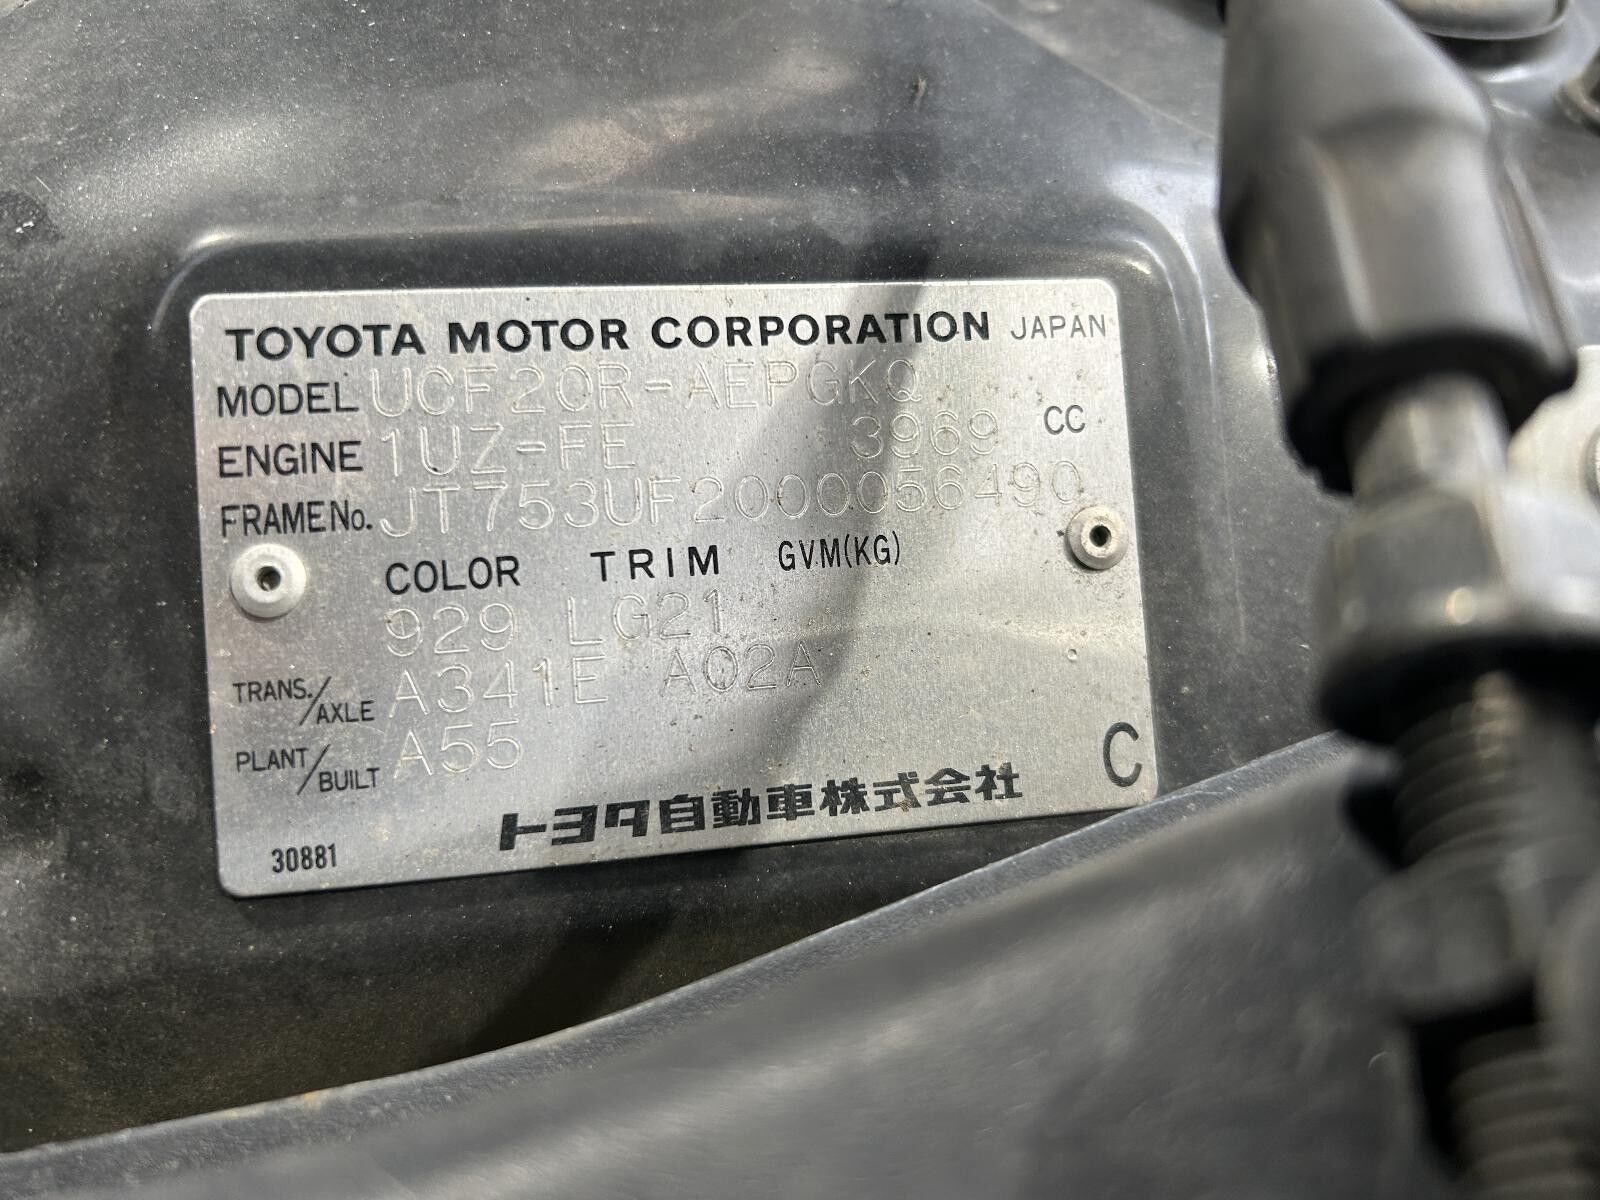 TOYOTA MOTOR CORPORATION JAPAN
MODEL UCF20R-AEPGKQ
ENGINE 1UZ-FE 3969 CC
FRAME No. JT753UF2000056490
COLOR TRIM GVM(KG)
929 LG21
TRANS./AXLE A341E A02A
PLANT/BUILT A55
C
トヨタ自動車株式会社
30881